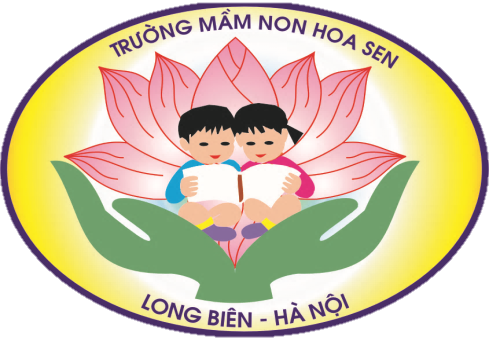 TRƯỜNG MẦM NON HOA SEN
LONG BIÊN - HÀ NỘI